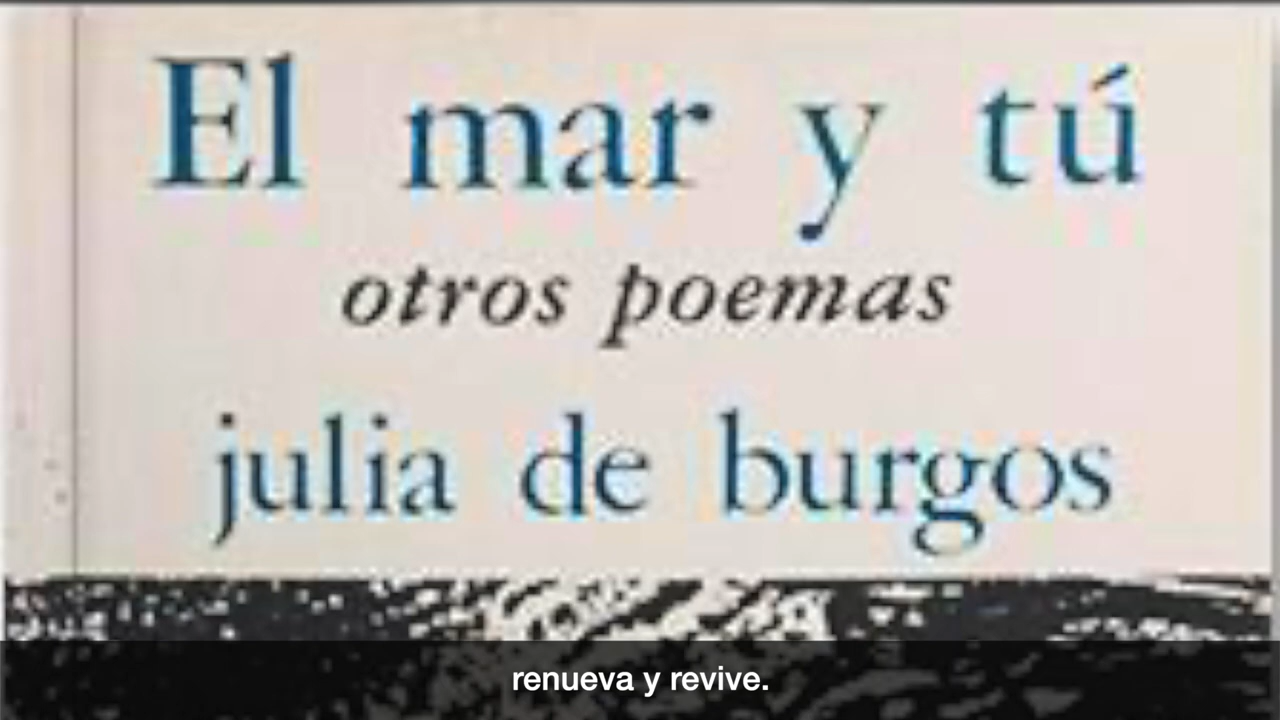 El mar y tú
otros poemas
julia de burgos
renueva y revive.